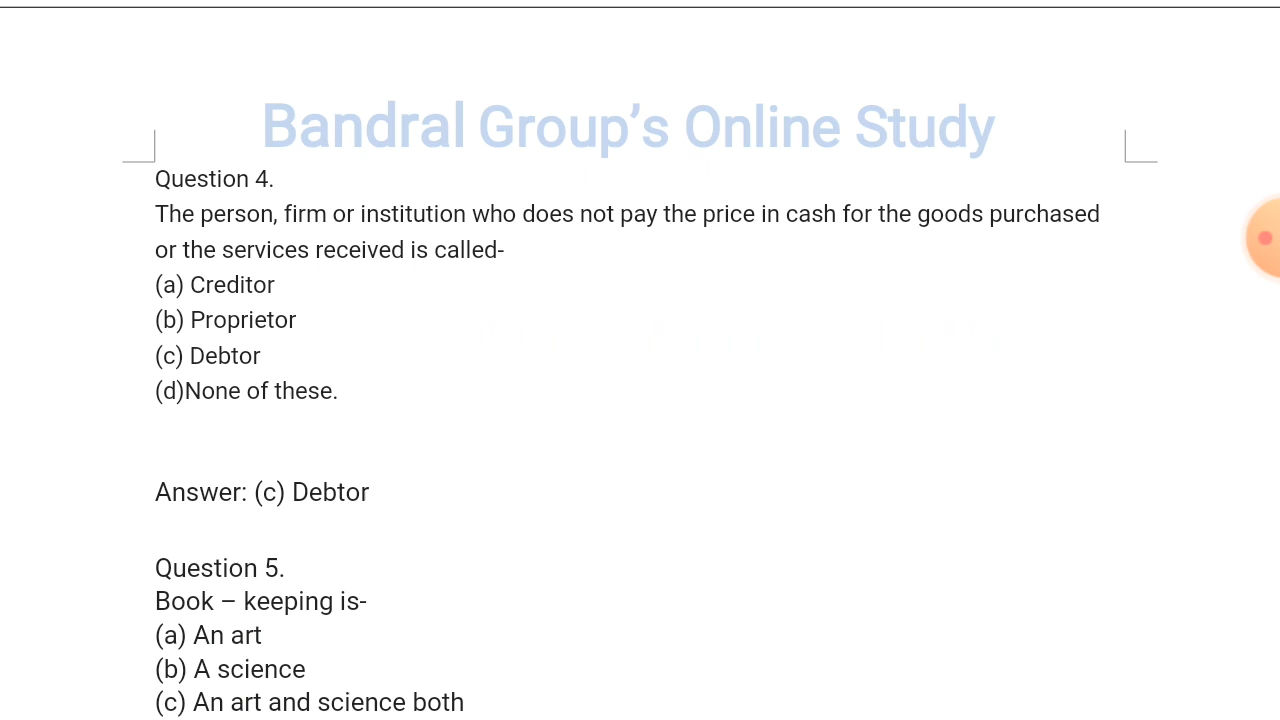 Bandral Group’s Online Study
Question 4.
The person, firm or institution who does not pay the price in cash for the goods purchased
or the services received is called-
(a) Creditor
(b) Proprietor
(c) Debtor
(d)None of these.
Answer: (c) Debtor
Question 5.
Book – keeping is-
(a) An art
(b) A science
(c) An art and science both